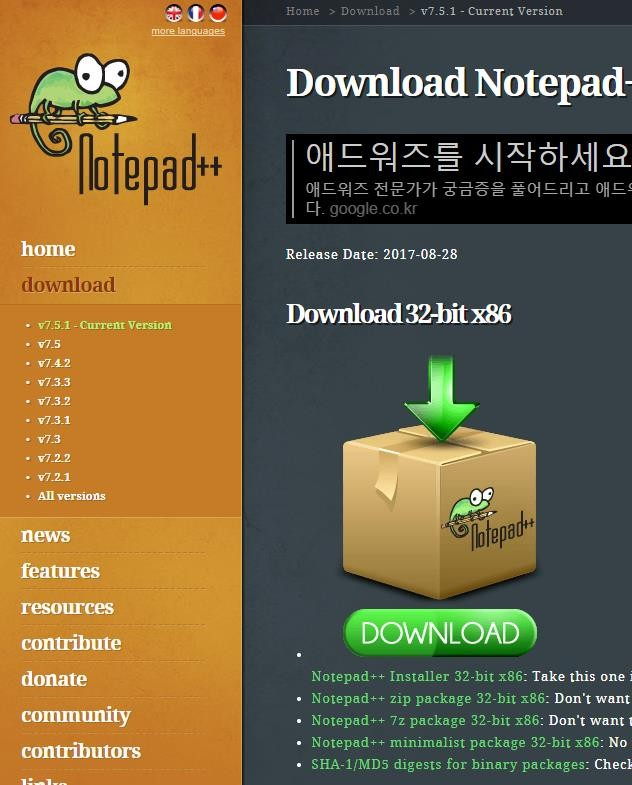 more languages
Notepad++
home
download
v7.5.1 - Current Version
v7.5
v7.4.2
v7.3.3
v7.3.2
v7.3.1
v7.3
v7.2.2
v7.2.1
All versions
news
features
resources
contribute
donate
community
contributors
links
Home > Download > v7.5.1 - Current Version
Download Notepad+
애드워즈를 시작하세요
애드워즈 전문가가 궁금증을 풀어드리고 애드우
다. google.co.kr
Release Date: 2017-08-28
Download 32-bit x86
Notepad++
DOWNLOAD
Notepad++ Installer 32-bit x86: Take this one i
Notepad++ zip package 32-bit x86: Don't want
Notepad++ 7z package 32-bit x86: Don't want t
Notepad++ minimalist package 32-bit x86: No
SHA-1/MD5 digests for binary packages: Check